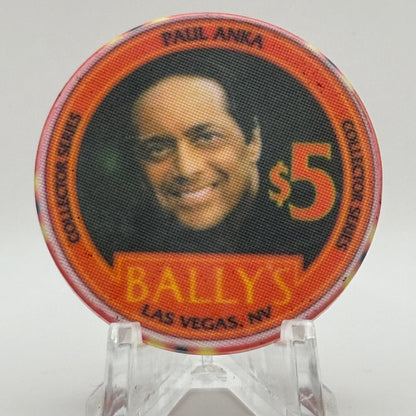 PAUL ANKA
COLLECTOR SERIES
COLLECTOR SERIES
$5
BALLY'S
LAS VEGAS, NV